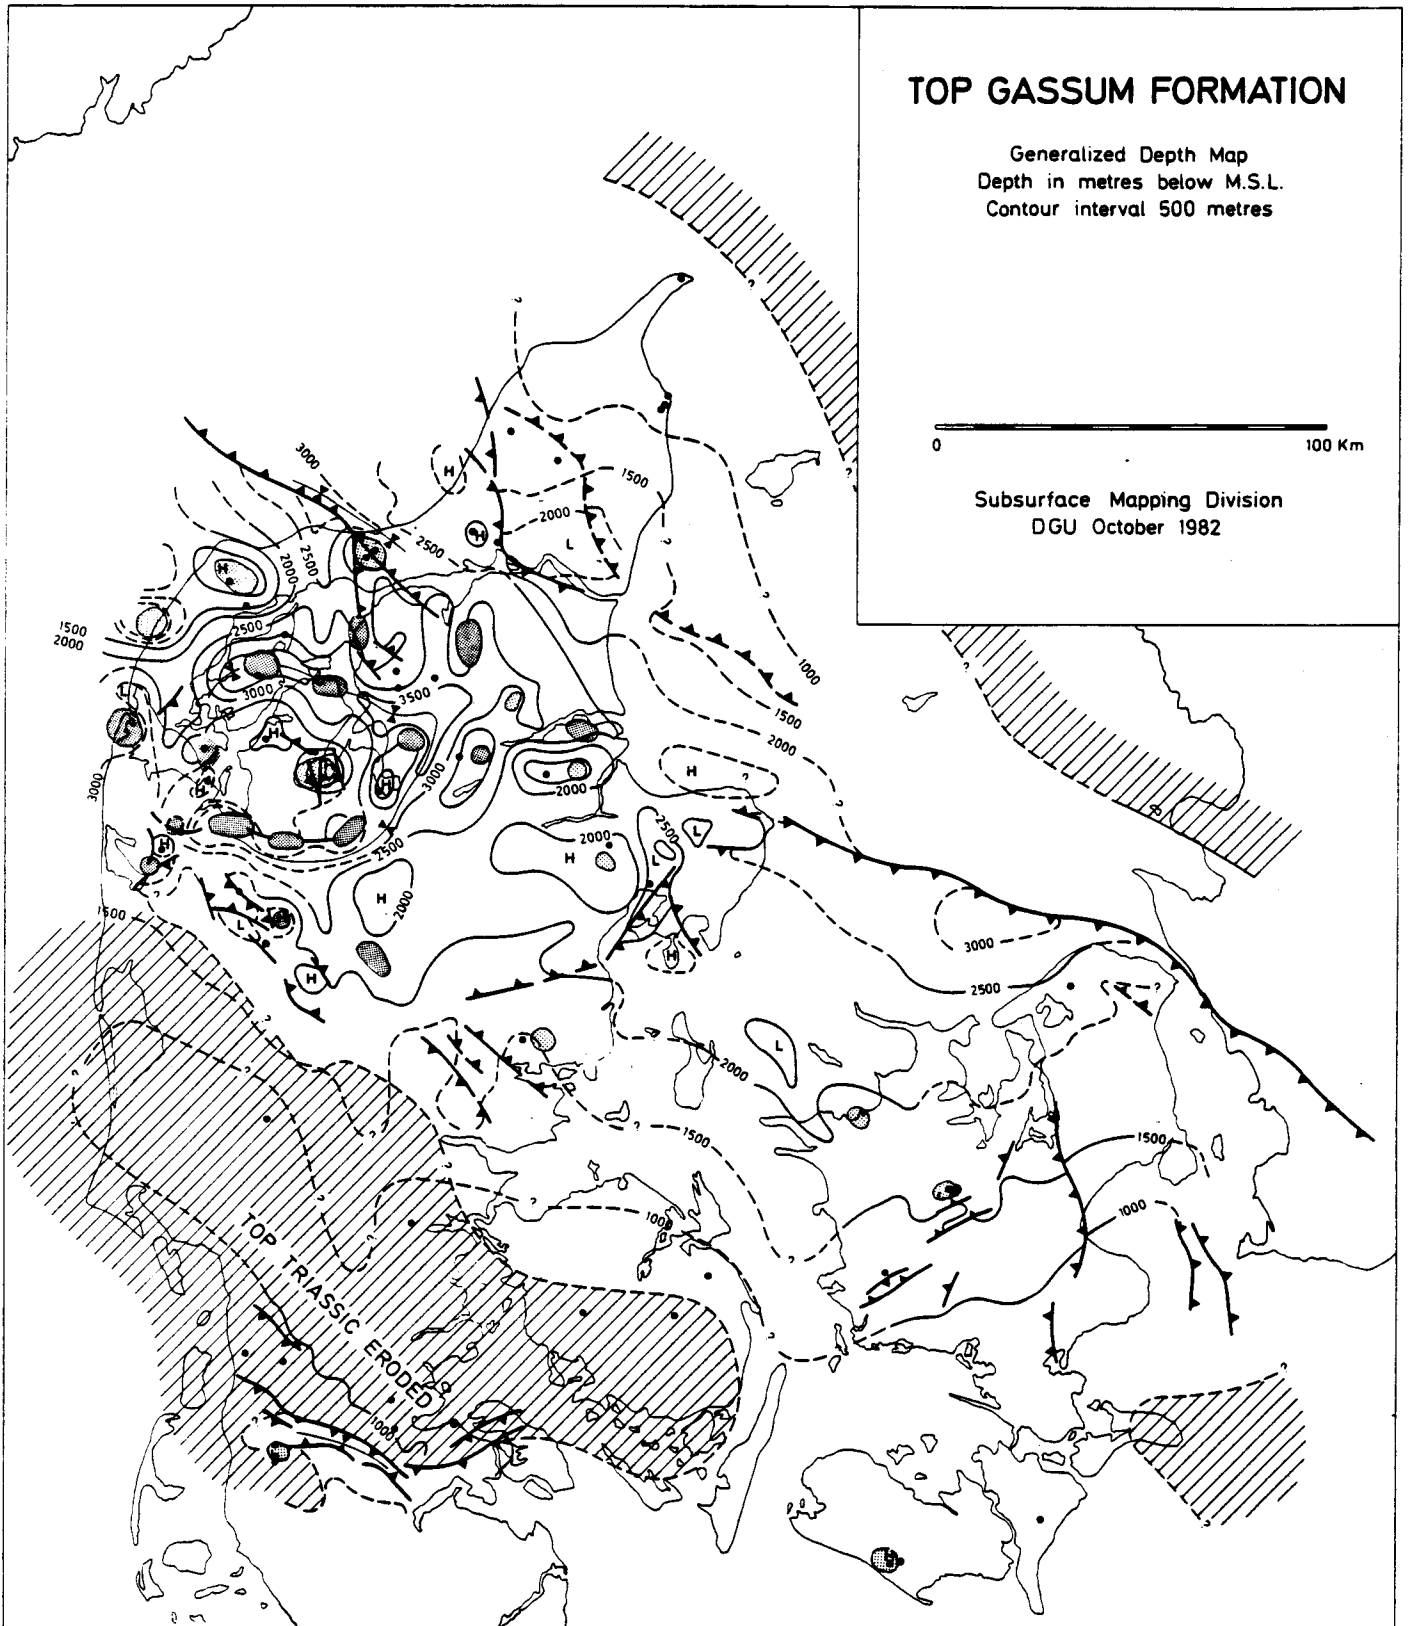 TOP GASSUM FORMATION
Generalized Depth Map
Depth in metres below M.S.L.
Contour interval 500 metres
0 100 Km
Subsurface Mapping Division
DGU October 1982
?
?
?
3000
H
1500
2000
H
L
2500
2000
2500
H
?
1500
2000
2500
1000
?
3000
3500
L
1500
H
2000
H
?
3000
3000
H
H
2000
?
2500
2000
L
2500
H
L
H
H
2000
?
1500
L
3000
H
H
2500
?
?
L
2000
?
?
?
1500
1500
?
?
?
1000
1000
?
?
TOP TRIASSIC ERODED
?
?
1000
?
?
H